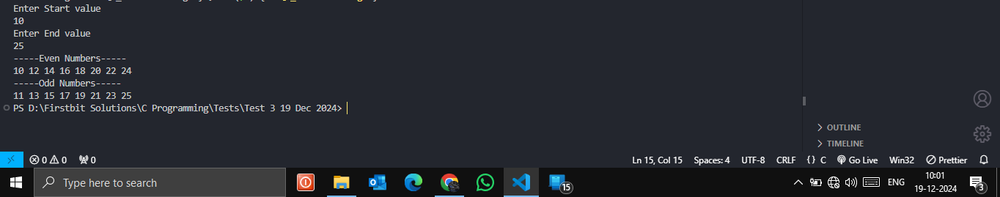 Enter Start value
10
Enter End value
25
-----Even Numbers-----
10 12 14 16 18 20 22 24
-----Odd Numbers-----
11 13 15 17 19 21 23 25
PS D:\Firstbit Solutions\C Programming\Tests\Test 3 19 Dec 2024>
OUTLINE
TIMELINE
0 0 0 Ln 15, Col 15 Spaces: 4 UTF-8 CRLF {} C Go Live Win32 Prettier
Type here to search 15 ENG 10:01
19-12-2024 3